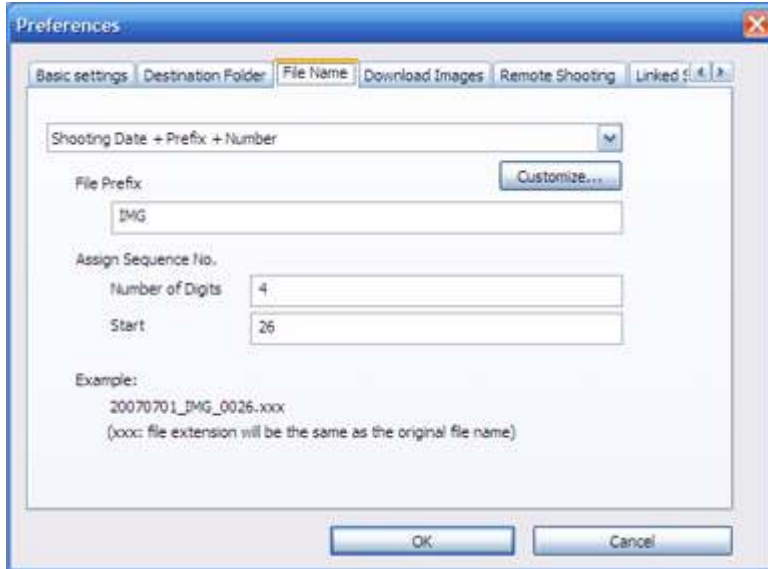 Preferences
Basic settings Destination Folder File Name Download Images Remote Shooting Linked
Shooting Date + Prefix + Number
Customize...
File Prefix
IMG
Assign Sequence No.
Number of Digits 4
Start 26
Example:
20070701_IMG_0026.xxx
(xxx: file extension will be the same as the original file name)
OK Cancel